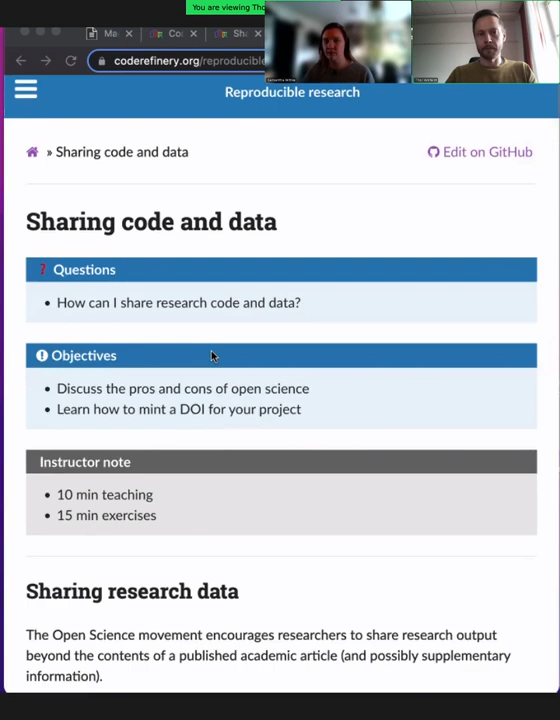 You are viewing Tho
Ma
Co
Sha
coderefinery.org/reproducible
Reproducible research
» Sharing code and data
Edit on GitHub
Sharing code and data
? Questions
• How can I share research code and data?
Objectives
• Discuss the pros and cons of open science
• Learn how to mint a DOI for your project
Instructor note
• 10 min teaching
• 15 min exercises
Sharing research data
The Open Science movement encourages researchers to share research output
beyond the contents of a published academic article (and possibly supplementary
information).